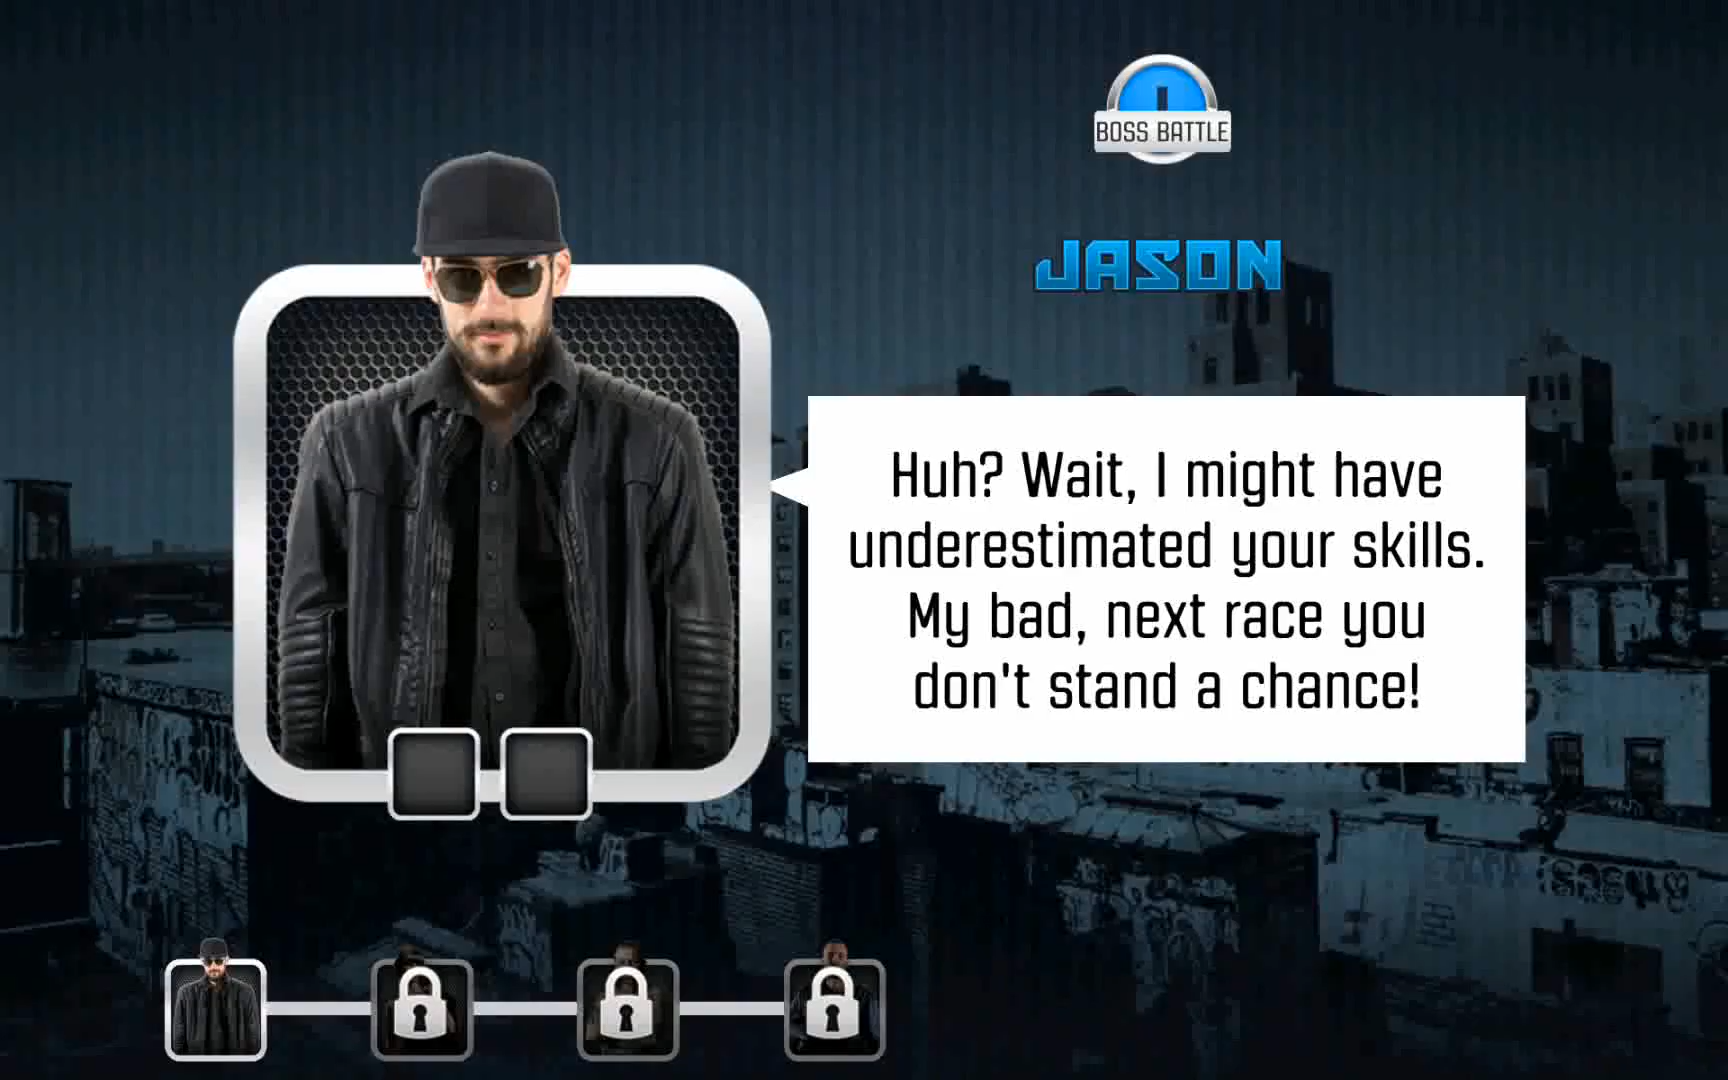 BOSS BATTLE
JASON
Huh? Wait, I might have
underestimated your skills.
My bad, next race you
don't stand a chance!